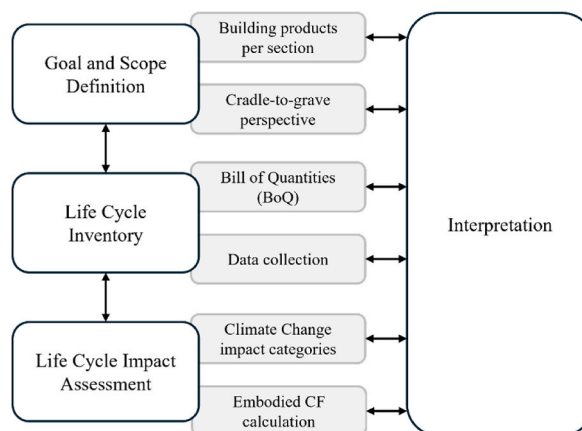 Goal and Scope
Definition
Building products
per section
Cradle-to-grave
perspective
Life Cycle
Inventory
Bill of Quantities
(BoQ)
Data collection
Life Cycle Impact
Assessment
Climate Change
impact categories
Embodied CF
calculation
Interpretation